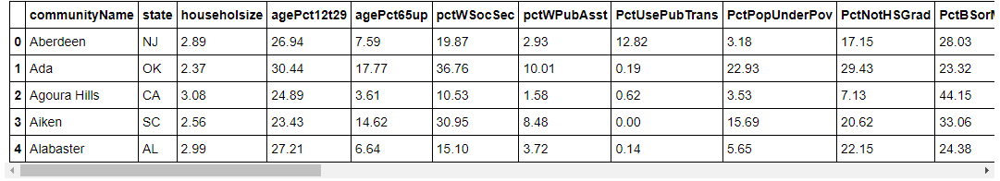 communityName state householsize agePct12t29 agePct65up pctWSocSec pctWPubAsst PctUsePubTrans PctPopUnderPov PctNotHSGrad PctBSorM
0 Aberdeen NJ 2.89 26.94 7.59 19.87 2.93 12.82 3.18 17.15 28.03
1 Ada OK 2.37 30.44 17.77 36.76 10.01 0.19 22.93 29.43 23.32
2 Agoura Hills CA 3.08 24.89 3.61 10.53 1.58 0.62 3.53 7.13 44.15
3 Aiken SC 2.56 23.43 14.62 30.95 8.48 0.00 15.69 20.62 33.06
4 Alabaster AL 2.99 27.21 6.64 15.10 3.72 0.14 5.65 22.15 24.38